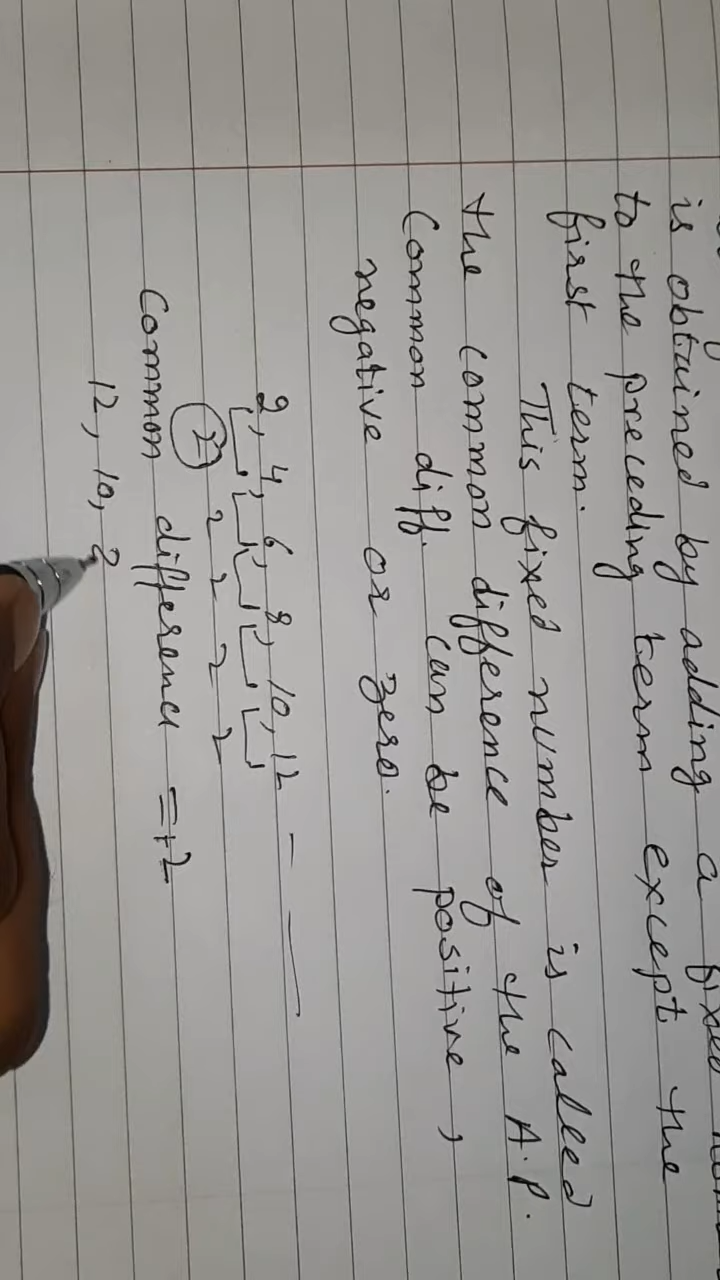 is obtained by adding a fixed
to the preceding term except the
first term.
This fixed number is called
the common difference of the A.P.
Common diff. can be positive,
negative or zero.
2, 4, 6, 8, 10, 12 - —
2 2 2 2 2
Common difference = +2
12, 10, 8